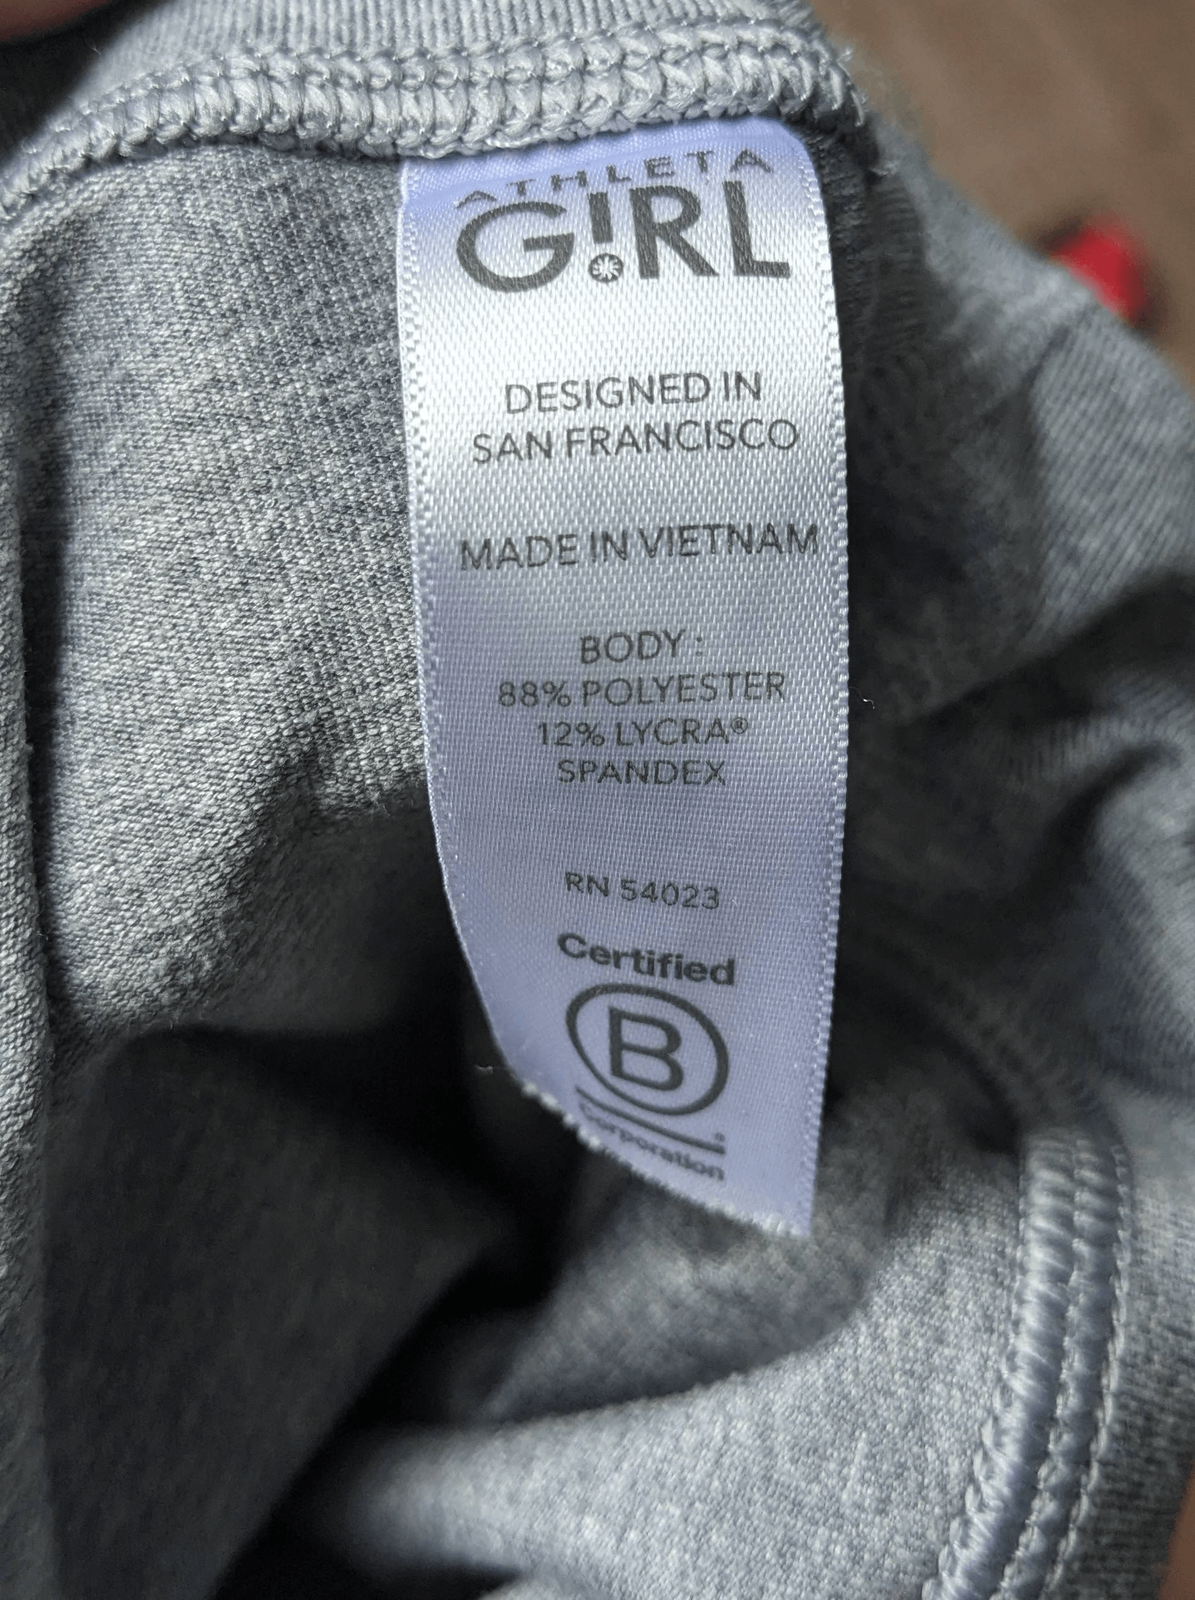 ATHLETA
G!RL
DESIGNED IN
SAN FRANCISCO
MADE IN VIETNAM
BODY :
88% POLYESTER
12% LYCRA®
SPANDEX
RN 54023
Certified
B
Corporation